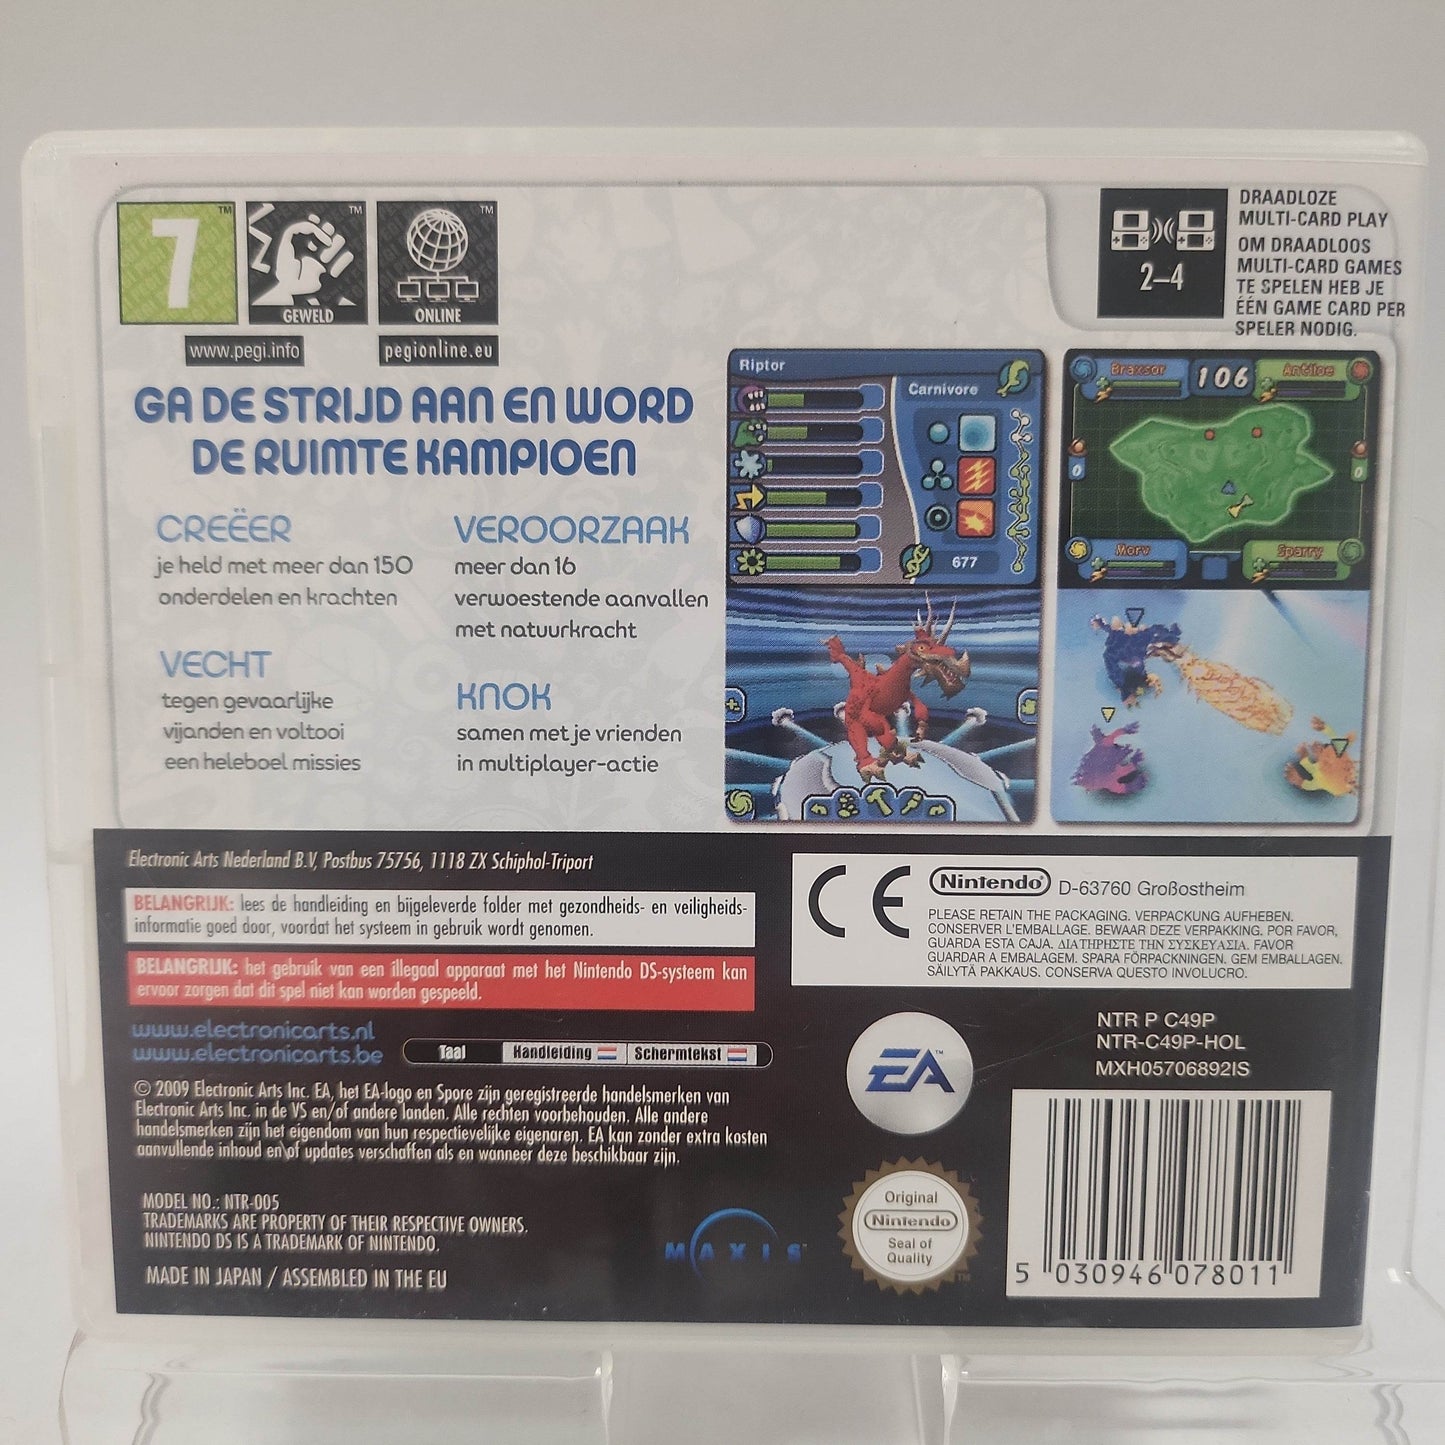 7 ™
™
GEWELD
™
ONLINE
www.pegi.info
pegionline.eu
2–4
DRAADLOZE
MULTI-CARD PLAY
OM DRAADLOOS
MULTI-CARD GAMES
TE SPELEN HEB JE
ÉÉN GAME CARD PER
SPELER NODIG.
GA DE STRIJD AAN EN WORD
DE RUIMTE KAMPIOEN
CREËER
je held met meer dan 150
onderdelen en krachten
VECHT
tegen gevaarlijke
vijanden en voltooi
een heleboel missies
VEROORZAAK
meer dan 16
verwoestende aanvallen
met natuurkracht
KNOK
samen met je vrienden
in multiplayer-actie
Riptor
Carnivore
677
Braxsor
106
Antiloe
0
0
Morv
Sparry
Electronic Arts Nederland B.V, Postbus 75756, 1118 ZX Schiphol-Triport
BELANGRIJK: lees de handleiding en bijgeleverde folder met gezondheids- en veiligheids-
informatie goed door, voordat het systeem in gebruik wordt genomen.
BELANGRIJK: het gebruik van een illegaal apparaat met het Nintendo DS-systeem kan
ervoor zorgen dat dit spel niet kan worden gespeeld.
www.electronicarts.nl
www.electronicarts.be
Taal Handleiding Schermtekst
© 2009 Electronic Arts Inc. EA, het EA-logo en Spore zijn geregistreerde handelsmerken van
Electronic Arts Inc. in de VS en/of andere landen. Alle rechten voorbehouden. Alle andere
handelsmerken zijn het eigendom van hun respectievelijke eigenaren. EA kan zonder extra kosten
aanvullende inhoud en\of updates verschaffen als en wanneer deze beschikbaar zijn.
MODEL NO.: NTR-005
TRADEMARKS ARE PROPERTY OF THEIR RESPECTIVE OWNERS.
NINTENDO DS IS A TRADEMARK OF NINTENDO.
MADE IN JAPAN / ASSEMBLED IN THE EU
MAXIS
CE
Nintendo D-63760 Großostheim
PLEASE RETAIN THE PACKAGING. VERPACKUNG AUFHEBEN.
CONSERVER L'EMBALLAGE. BEWAAR DEZE VERPAKKING. POR FAVOR,
GUARDA ESTA CAJA. ΔΙΑΤΗΡΗΣΤΕ ΤΗΝ ΣΥΣΚΕΥΑΣΙΑ. FAVOR
GUARDAR A EMBALAGEM. SPARA FÖRPACKNINGEN. GEM EMBALLAGEN.
SÄILYTÄ PAKKAUS. CONSERVA QUESTO INVOLUCRO.
EA™
NTR P C49P
NTR-C49P-HOL
MXH05706892IS
Original
Nintendo
Seal of
Quality
TM
5 030946 078011